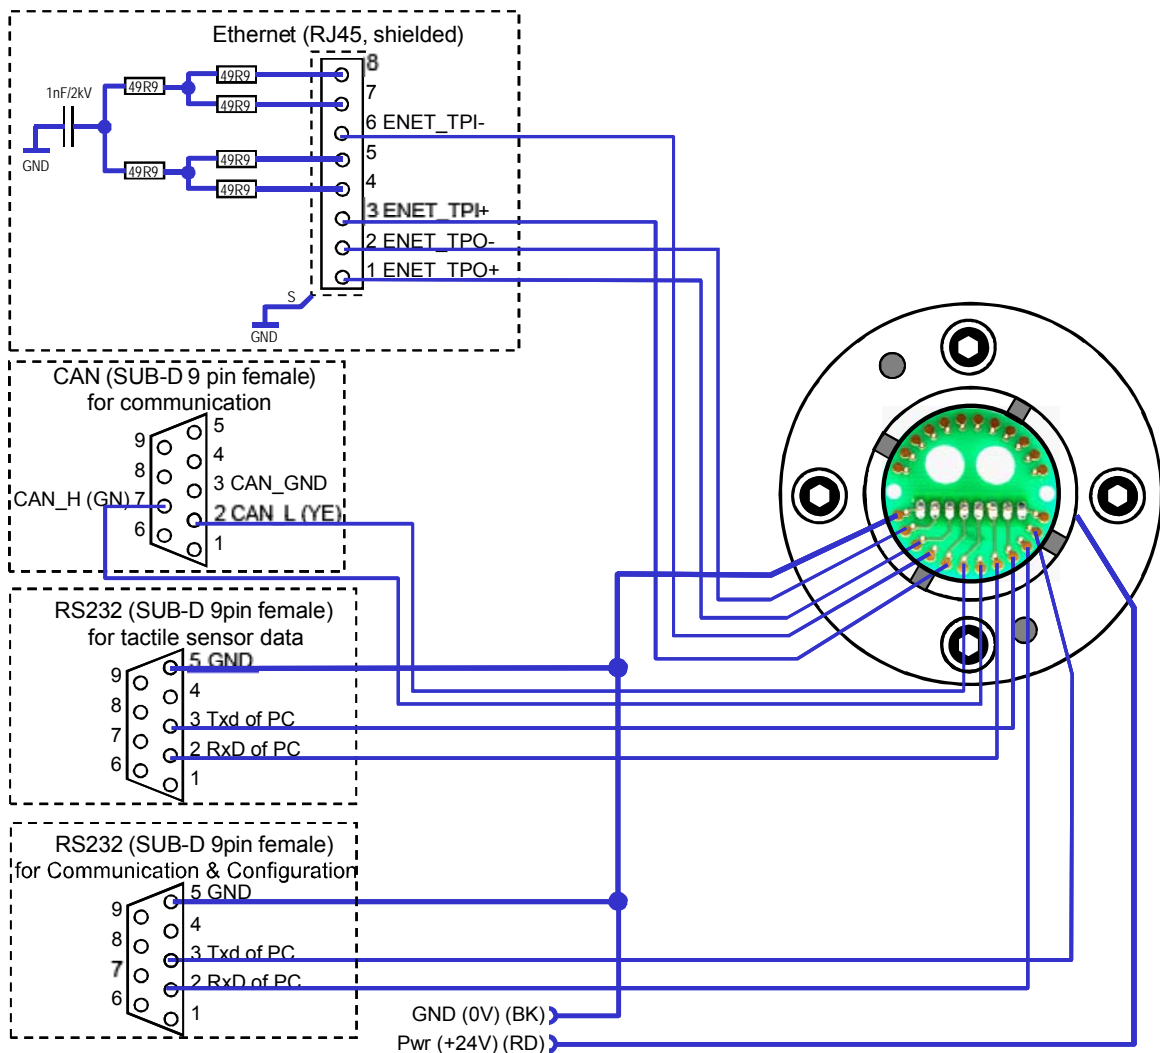 Ethernet (RJ45, shielded)
8
49R9
49R9
7
49R9
1nF/2kV
6 ENET_TPI-
5
49R9
GND
49R9
4
49R9
3 ENET_TPI+
2 ENET_TPO-
1 ENET_TPO+
S
GND
CAN (SUB-D 9 pin female)
for communication
5
9
4
8
3 CAN_GND
CAN_H (GN) 7
2 CAN_L (YE)
6
1
RS232 (SUB-D 9pin female)
for tactile sensor data
5 GND
9
4
8
3 Txd of PC
7
2 RxD of PC
6
1
RS232 (SUB-D 9pin female)
for Communication & Configuration
5 GND
9
4
8
3 Txd of PC
7
2 RxD of PC
6
1
GND (0V) (BK)
Pwr (+24V) (RD)